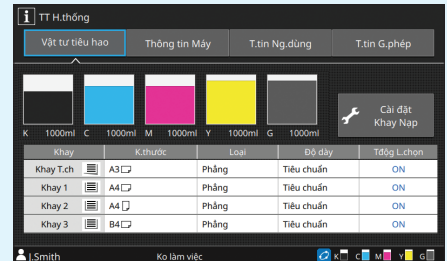 i TT H.thống
Vật tư tiêu hao Thông tin Máy T.tin Ng.dùng T.tin G.phép
K 1000ml C 1000ml M 1000ml Y 1000ml G 1000ml
Cài đặt
Khay Nạp
Khay K.thước Loại Độ dày Tđộg L.chọn
Khay T.ch A3 Phẳng Tiêu chuẩn ON
Khay 1 A4 Phẳng Tiêu chuẩn ON
Khay 2 A4 Phẳng Tiêu chuẩn ON
Khay 3 B4 Phẳng Tiêu chuẩn ON
J.Smith Ko làm việc K C M Y G